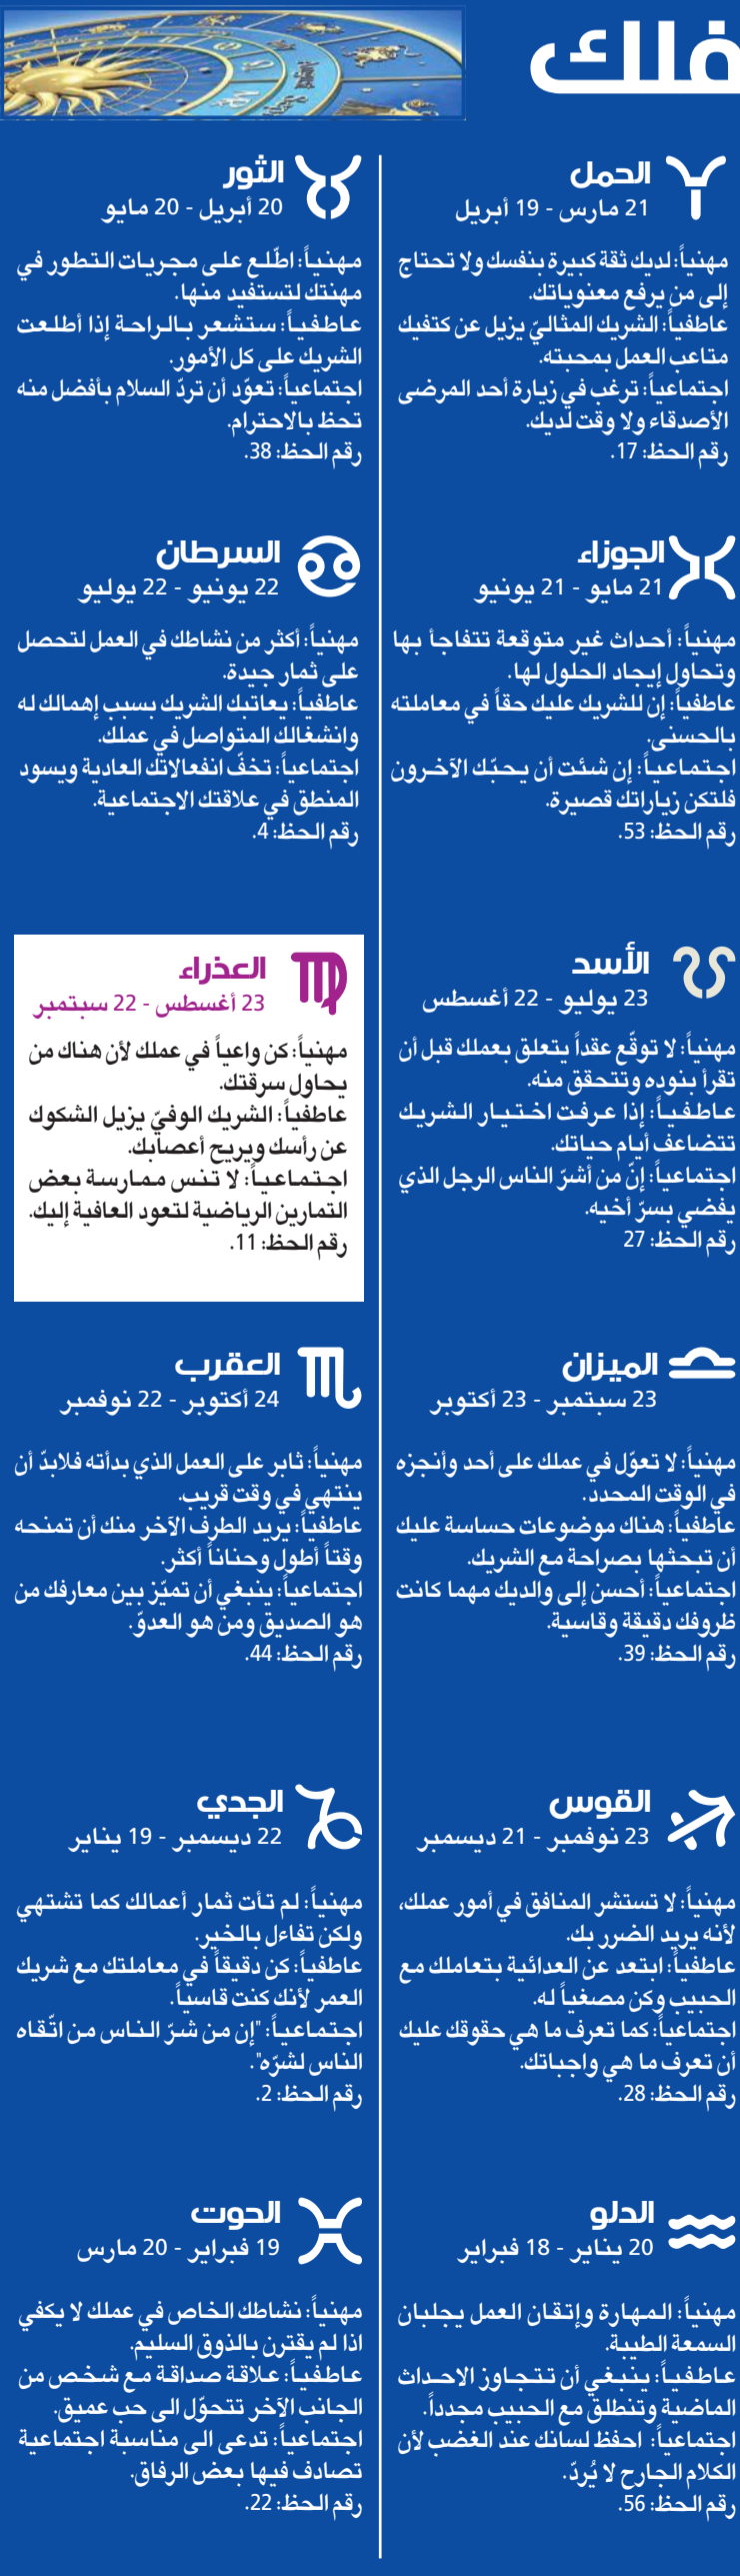 فلك
الحمل
21 مارس - 19 أبريل
مهنياً: لديك ثقة كبيرة بنفسك ولا تحتاج
إلى من يرفع معنوياتك.
عاطفياً: الشريك المثاليّ يزيل عن كتفيك
متاعب العمل بمحبته.
اجتماعياً: ترغب في زيارة أحد المرضى
الأصدقاء ولا وقت لديك.
رقم الحظ: 17.
الثور
20 أبريل - 20 مايو
مهنياً: اطّلع على مجريات التطور في
مهنتك لتستفيد منها.
عاطفياً: ستشعر بالراحة إذا أطلعت
الشريك على كل الأمور.
اجتماعياً: تعوّد أن تردّ السلام بأفضل منه
تحظ بالاحترام.
رقم الحظ: 38.
الجوزاء
21 مايو - 21 يونيو
مهنياً: أحداث غير متوقعة تتفاجأ بها
وتحاول إيجاد الحلول لها.
عاطفياً: إن للشريك عليك حقاً في معاملته
بالحسنى.
اجتماعياً: إن شئت أن يحبّك الآخرون
فلتكن زياراتك قصيرة.
رقم الحظ: 53.
السرطان
22 يونيو - 22 يوليو
مهنياً: أكثر من نشاطك في العمل لتحصل
على ثمار جيدة.
عاطفياً: يعاتبك الشريك بسبب إهمالك له
وانشغالك المتواصل في عملك.
اجتماعياً: تخفّ انفعالاتك العادية ويسود
المنطق في علاقتك الاجتماعية.
رقم الحظ: 4.
الأسد
23 يوليو - 22 أغسطس
مهنياً: لا توقّع عقداً يتعلق بعملك قبل أن
تقرأ بنوده وتتحقق منه.
عاطفياً: إذا عرفت اختيار الشريك
تتضاعف أيام حياتك.
اجتماعياً: إنّ من أشرّ الناس الرجل الذي
يفضي بسرّ أخيه.
رقم الحظ: 27
العذراء
23 أغسطس - 22 سبتمبر
مهنياً: كن واعياً في عملك لأن هناك من
يحاول سرقتك.
عاطفياً: الشريك الوفيّ يزيل الشكوك
عن رأسك ويريح أعصابك.
اجتماعياً: لا تنس ممارسة بعض
التمارين الرياضية لتعود العافية إليك.
رقم الحظ: 11.
الميزان
23 سبتمبر - 23 أكتوبر
مهنياً: لا تعوّل في عملك على أحد وأنجزه
في الوقت المحدد.
عاطفياً: هناك موضوعات حساسة عليك
أن تبحثها بصراحة مع الشريك.
اجتماعياً: أحسن إلى والديك مهما كانت
ظروفك دقيقة وقاسية.
رقم الحظ: 39.
العقرب
24 أكتوبر - 22 نوفمبر
مهنياً: ثابر على العمل الذي بدأته فلابدّ أن
ينتهي في وقت قريب.
عاطفياً: يريد الطرف الآخر منك أن تمنحه
وقتاً أطول وحناناً أكثر.
اجتماعياً: ينبغي أن تميّز بين معارفك من
هو الصديق ومن هو العدوّ.
رقم الحظ: 44.
القوس
23 نوفمبر - 21 ديسمبر
مهنياً: لا تستشر المنافق في أمور عملك،
لأنه يريد الضرر بك.
عاطفياً: ابتعد عن العدائية بتعاملك مع
الحبيب وكن مصغياً له.
اجتماعياً: كما تعرف ما هي حقوقك عليك
أن تعرف ما هي واجباتك.
رقم الحظ: 28.
الجدي
22 ديسمبر - 19 يناير
مهنياً: لم تأت ثمار أعمالك كما تشتهي
ولكن تفاءل بالخير.
عاطفياً: كن دقيقاً في معاملتك مع شريك
العمر لأنك كنت قاسياً.
اجتماعياً: "إن من شرّ الناس من اتّقاه
الناس لشرّه".
رقم الحظ: 2.
الدلو
20 يناير - 18 فبراير
مهنياً: المهارة وإتقان العمل يجلبان
السمعة الطيبة.
عاطفياً: ينبغي أن تتجاوز الاحداث
الماضية وتنطلق مع الحبيب مجدداً.
اجتماعياً: احفظ لسانك عند الغضب لأن
الكلام الجارح لا يُردّ.
رقم الحظ: 56.
الحوت
19 فبراير - 20 مارس
مهنياً: نشاطك الخاص في عملك لا يكفي
اذا لم يقترن بالذوق السليم.
عاطفياً: علاقة صداقة مع شخص من
الجانب الآخر تتحوّل الى حب عميق.
اجتماعياً: تدعى الى مناسبة اجتماعية
تصادف فيها بعض الرفاق.
رقم الحظ: 22.